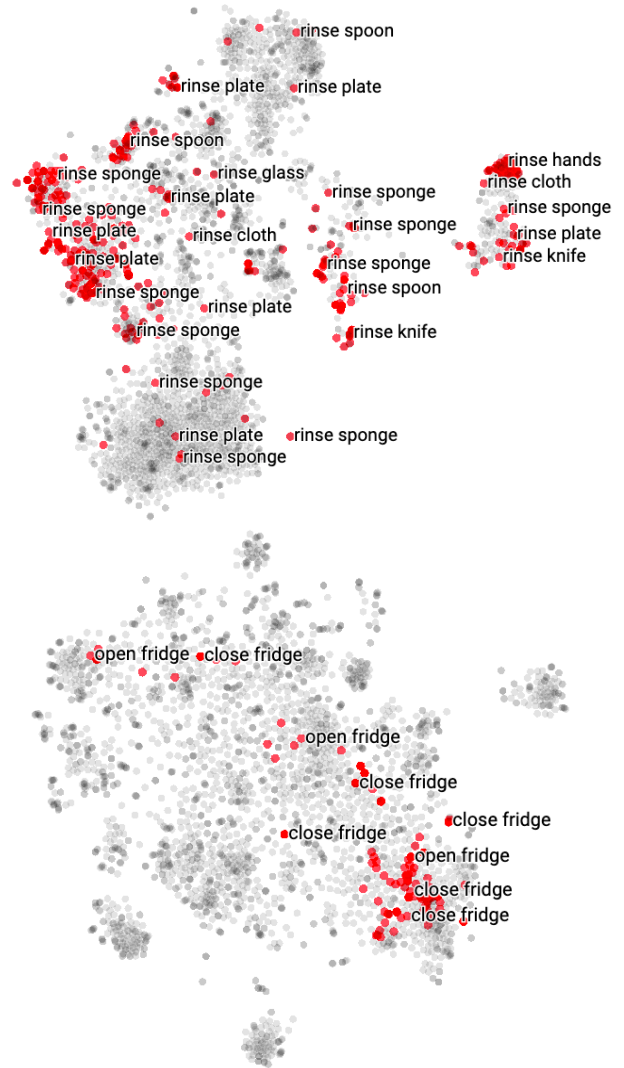 rinse spoon
rinse plate
rinse plate
rinse spoon
rinse hands
rinse sponge
rinse glass
rinse cloth
rinse sponge
rinse plate
rinse sponge
rinse sponge
rinse sponge
rinse plate
rinse cloth
rinse plate
rinse plate
rinse knife
rinse sponge
rinse spoon
rinse sponge
rinse plate
rinse sponge
rinse knife
rinse sponge
rinse plate
rinse sponge
rinse sponge
open fridge
close fridge
open fridge
close fridge
close fridge
close fridge
open fridge
close fridge
close fridge